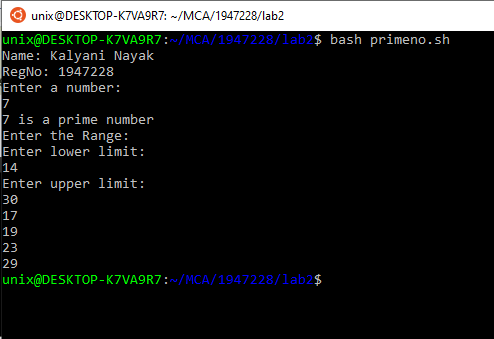 unix@DESKTOP-K7VA9R7: ~/MCA/1947228/lab2
unix@DESKTOP-K7VA9R7:~/MCA/1947228/lab2$ bash primeno.sh
Name: Kalyani Nayak
RegNo: 1947228
Enter a number:
7
7 is a prime number
Enter the Range:
Enter lower limit:
14
Enter upper limit:
30
17
19
23
29
unix@DESKTOP-K7VA9R7:~/MCA/1947228/lab2$